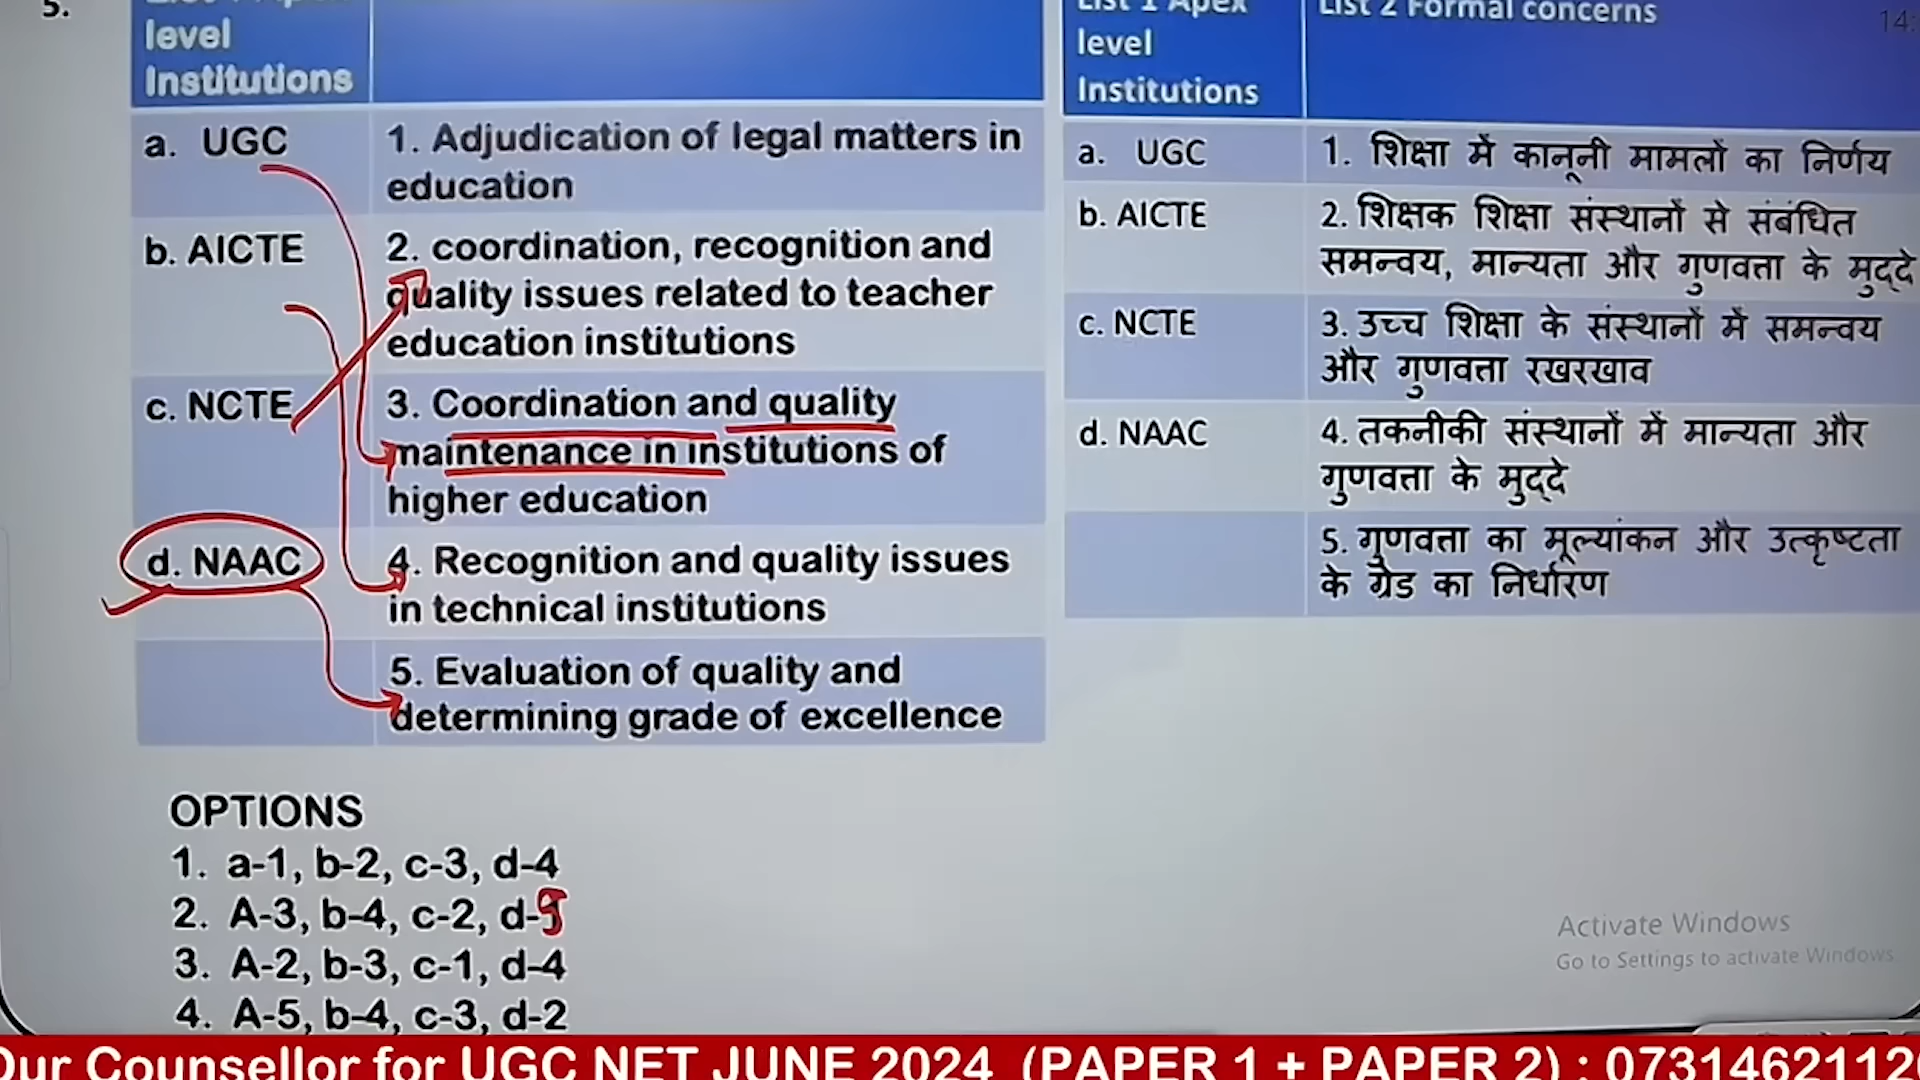 5.
level
Institutions
a. UGC
1. Adjudication of legal matters in
education
b. AICTE
2. coordination, recognition and
quality issues related to teacher
education institutions
c. NCTE
3. Coordination and quality
maintenance in institutions of
higher education
d. NAAC
4. Recognition and quality issues
in technical institutions
5. Evaluation of quality and
determining grade of excellence
List 1 Apex
level
Institutions
List 2 Formal concerns
14:
a. UGC
1. शिक्षा में कानूनी मामलों का निर्णय
b. AICTE
2. शिक्षक शिक्षा संस्थानों से संबंधित
समन्वय, मान्यता और गुणवत्ता के मुद्दे
c. NCTE
3. उच्च शिक्षा के संस्थानों में समन्वय
और गुणवत्ता रखरखाव
d. NAAC
4. तकनीकी संस्थानों में मान्यता और
गुणवत्ता के मुद्दे
5. गुणवत्ता का मूल्यांकन और उत्कृष्टता
के ग्रेड का निर्धारण
OPTIONS
1. a-1, b-2, c-3, d-4
2. A-3, b-4, c-2, d-5
3. A-2, b-3, c-1, d-4
4. A-5, b-4, c-3, d-2
Activate Windows
Go to Settings to activate Windows.
Our Counsellor for UGC NET JUNE 2024 (PAPER 1 + PAPER 2) : 0731462112